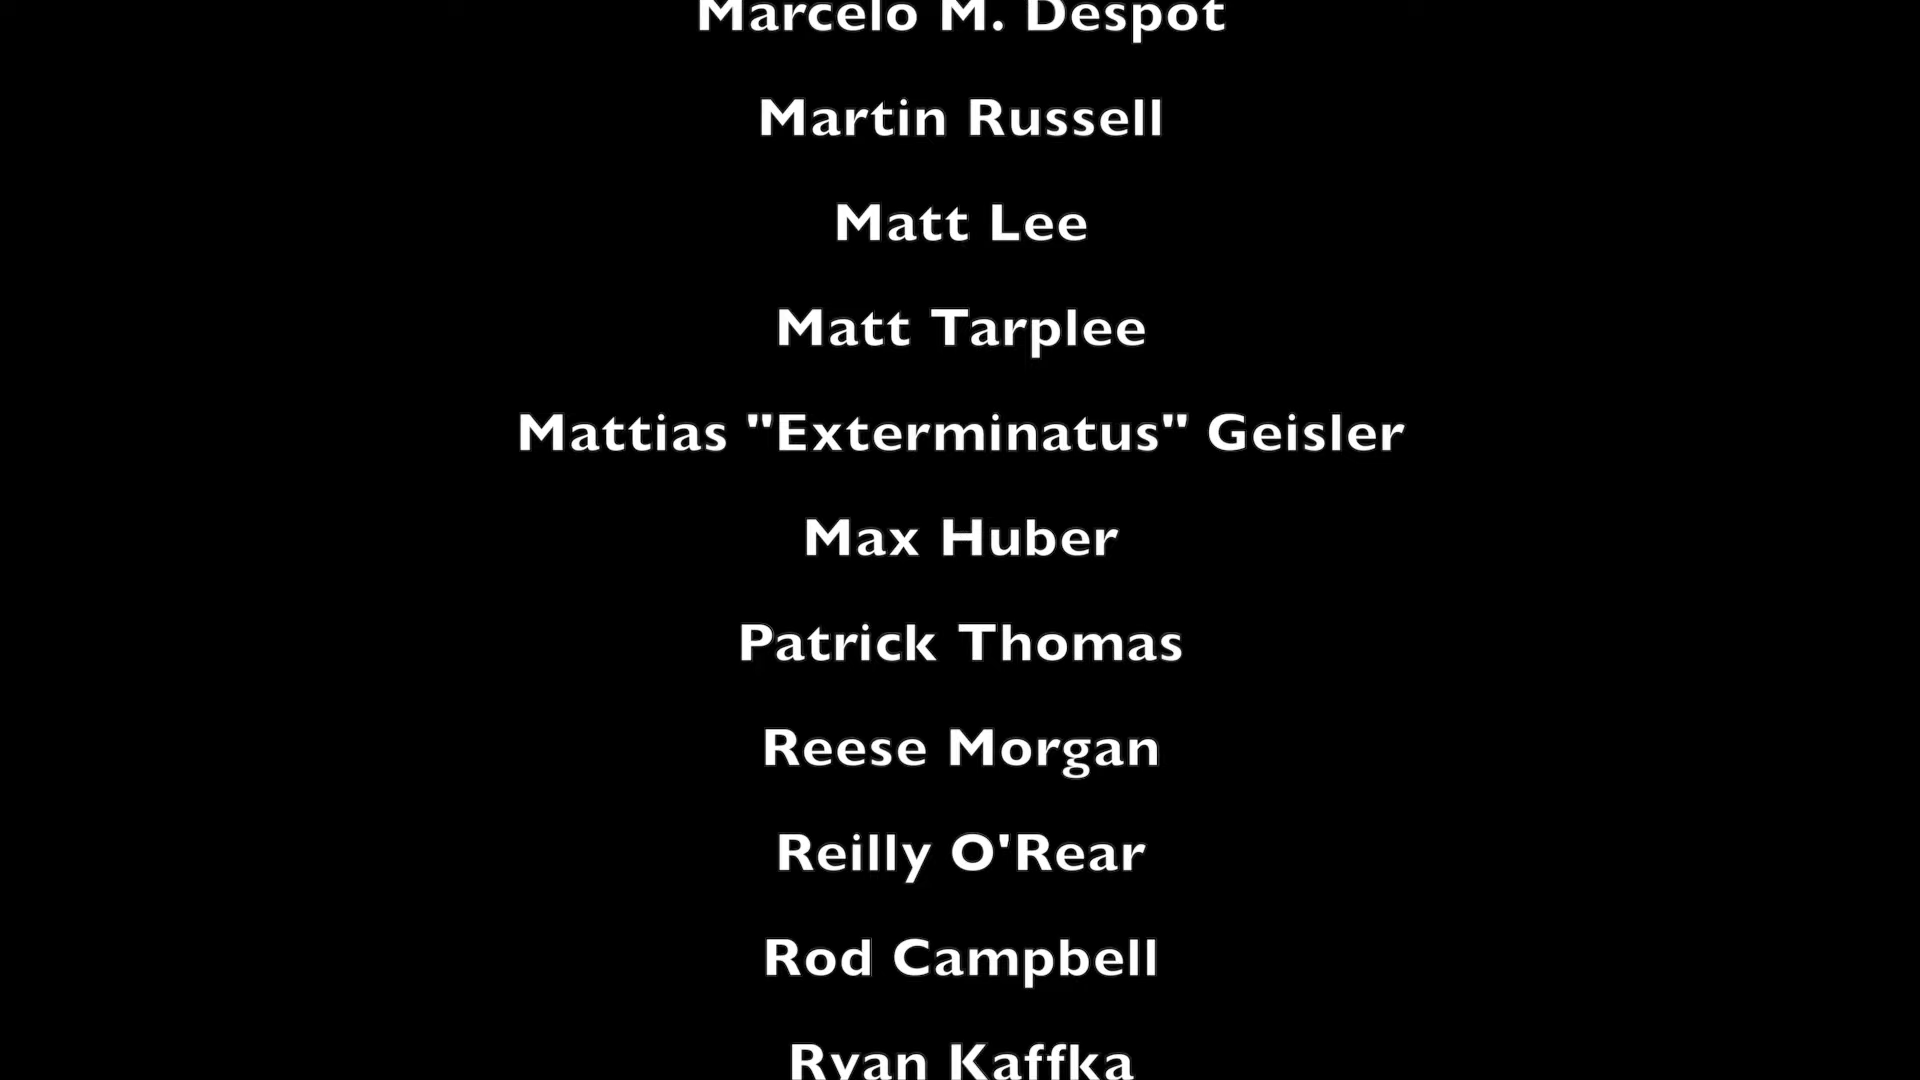 Marcelo M. Despot
Martin Russell
Matt Lee
Matt Tarplee
Mattias "Exterminatus" Geisler
Max Huber
Patrick Thomas
Reese Morgan
Reilly O'Rear
Rod Campbell
Ryan Kaffka